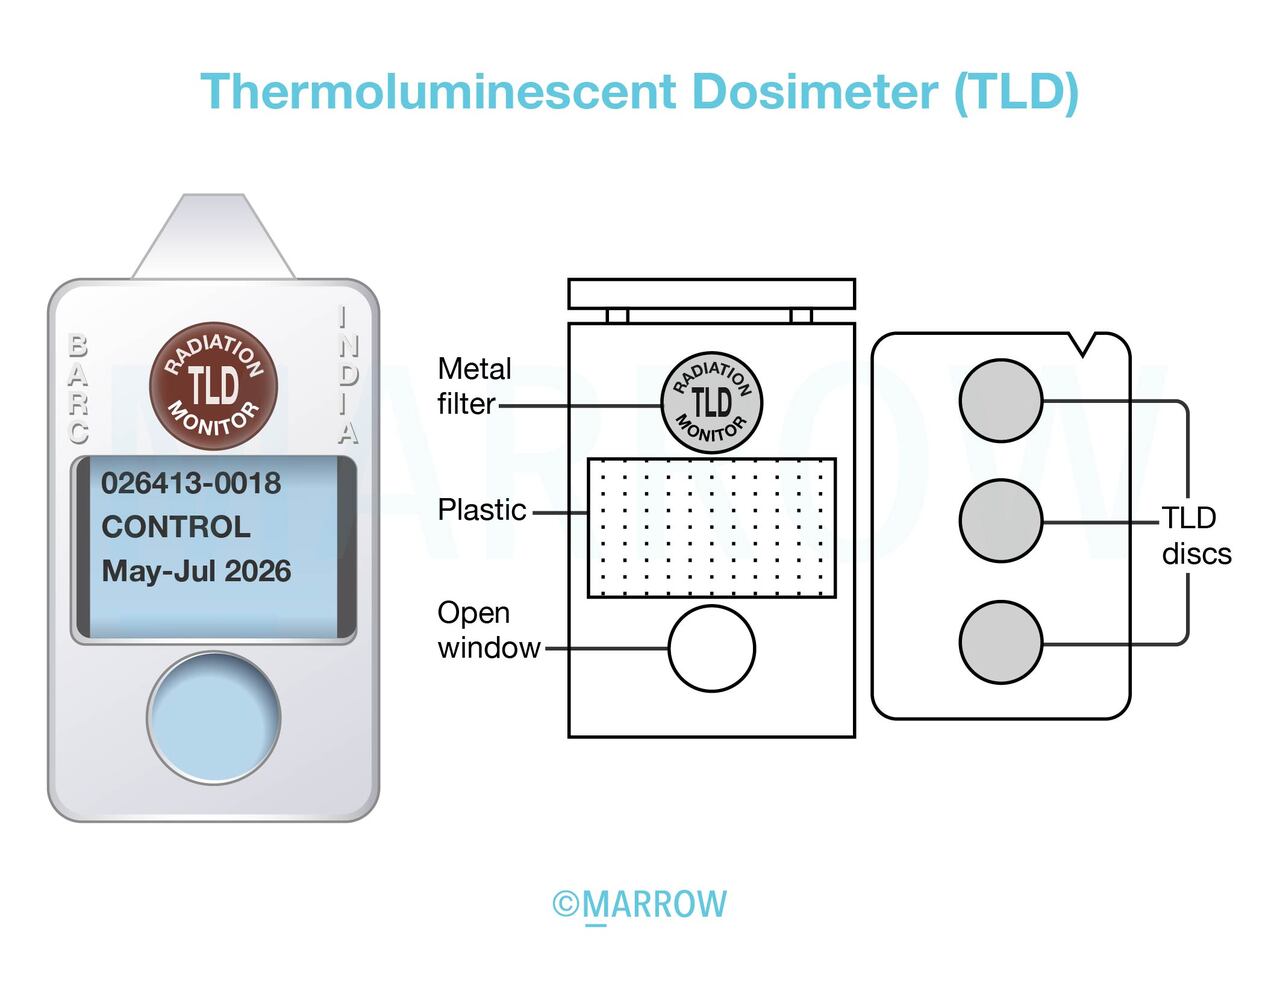 Thermoluminescent Dosimeter (TLD)
BARC
INDIA
RADIATION
TLD
MONITOR
026413-0018
CONTROL
May-Jul 2026
Metal
filter
RADIATION
TLD
MONITOR
Plastic
Open
window
TLD
discs
MARROW
©MARROW